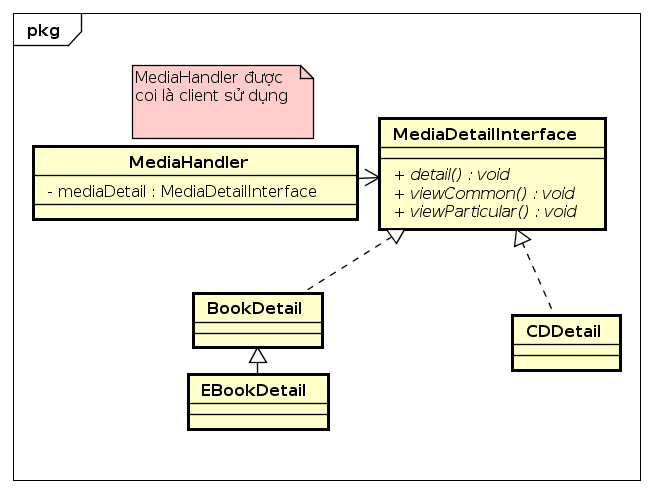 pkg
MediaHandler được
coi là client sử dụng
MediaHandler
- mediaDetail : MediaDetailInterface
MediaDetailInterface
+ detail() : void
+ viewCommon() : void
+ viewParticular() : void
BookDetail
CDDetail
EBookDetail